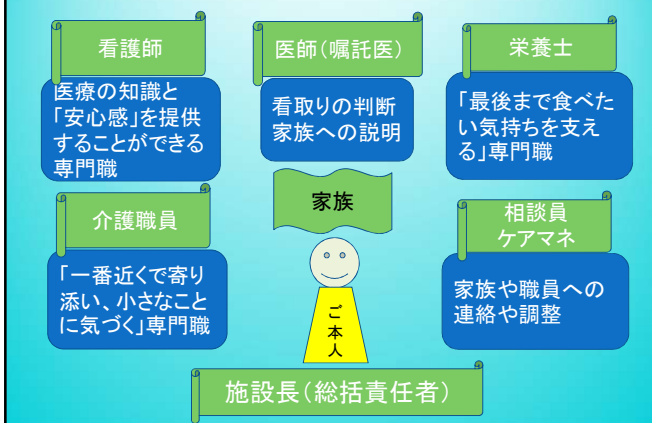 看護師
医療の知識と
「安心感」を提供
することができる
専門職
医師（嘱託医）
看取りの判断
家族への説明
栄養士
「最後まで食べた
い気持ちを支え
る」専門職
家族
介護職員
「一番近くで寄り
添い、小さなこと
に気づく」専門職
ご本人
相談員
ケアマネ
家族や職員への
連絡や調整
施設長（総括責任者）